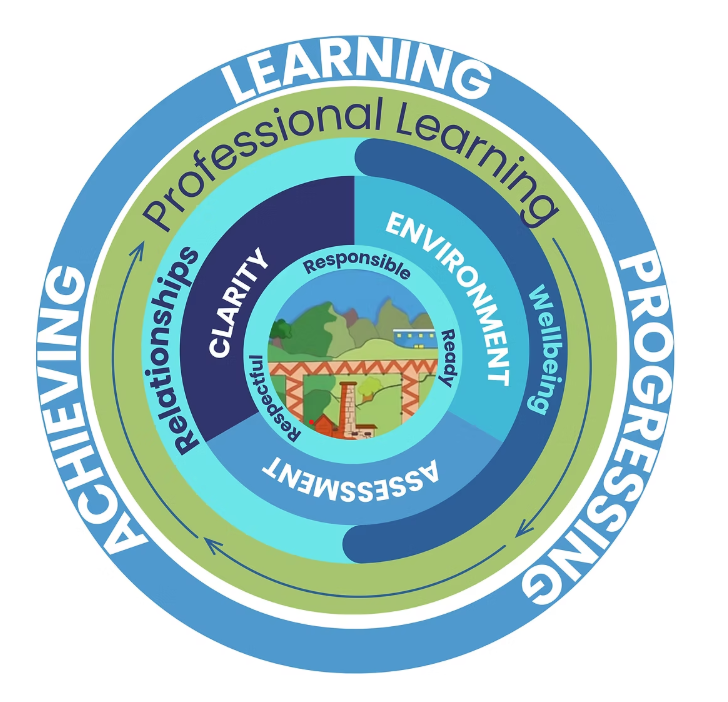 LEARNING
PROGRESSING
ACHIEVING
Professional Learning
Relationships
Wellbeing
CLARITY
ENVIRONMENT
ASSESSMENT
Responsible
Ready
Respectful